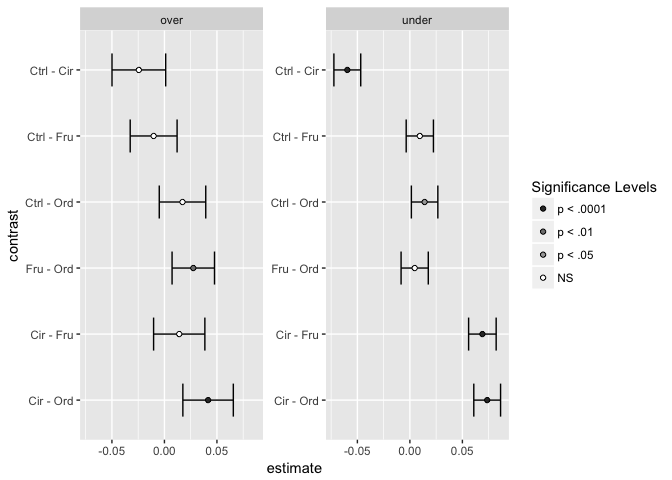 over
under
contrast
Ctrl - Cir
Ctrl - Fru
Ctrl - Ord
Fru - Ord
Cir - Fru
Cir - Ord
Ctrl - Cir
Ctrl - Fru
Ctrl - Ord
Fru - Ord
Cir - Fru
Cir - Ord
-0.05 0.00 0.05
-0.05 0.00 0.05
estimate
Significance Levels
p < .0001
p < .01
p < .05
NS